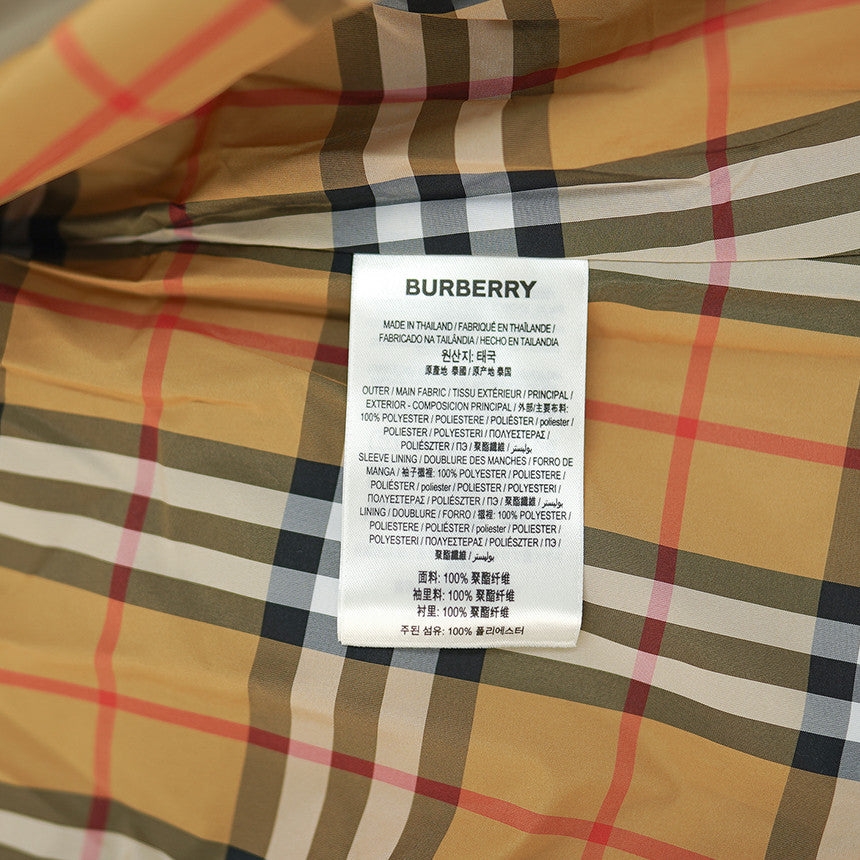 BURBERRY
MADE IN THAILAND / FABRIQUÉ EN THAÏLANDE /
FABRICADO NA TAILÂNDIA / HECHO EN TAILANDIA
원산지: 태국
原產地 泰國 / 原产地 泰国
OUTER / MAIN FABRIC / TISSU EXTÉRIEUR / PRINCIPAL /
EXTERIOR - COMPOSICIÓN PRINCIPAL / 外部/主要布料:
100% POLYESTER / POLIESTERE / POLIÉSTER / poliester /
POLIESTER / POLYESTERI / ΠΟΛΥΕΣΤΕΡΑΣ /
POLIÉSZTER / ПЭ / 聚酯纖維 / بوليستر
SLEEVE LINING / DOUBLURE DES MANCHES / FORRO DE
MANGA / 袖子襯裡: 100% POLYESTER / POLIESTERE /
POLIÉSTER / poliester / POLIESTER / POLYESTERI /
ΠΟΛΥΕΣΤΕΡΑΣ / POLIÉSZTER / ПЭ / 聚酯纖維 / بوليستر
LINING / DOUBLURE / FORRO / 襯裡: 100% POLYESTER /
POLIESTERE / POLIÉSTER / poliester / POLIESTER /
POLYESTERI / ΠΟΛΥΕΣΤΕΡΑΣ / POLIÉSZTER / ПЭ /
聚酯纖維 / بوليستر
面料: 100% 聚酯纤维
袖里料: 100% 聚酯纤维
衬里: 100% 聚酯纤维
주된 섬유: 100% 폴리에스터